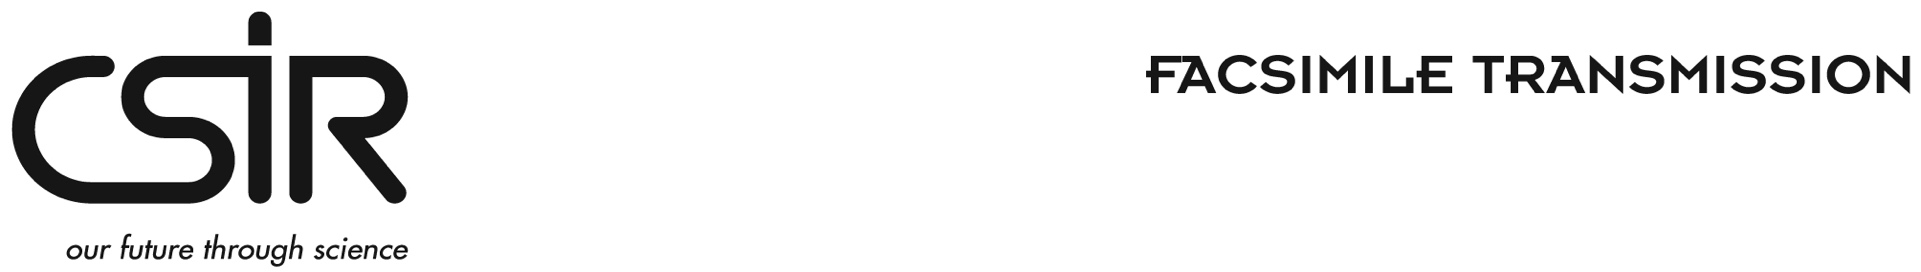 CSIR
our future through science
FACSIMILE TRANSMISSION